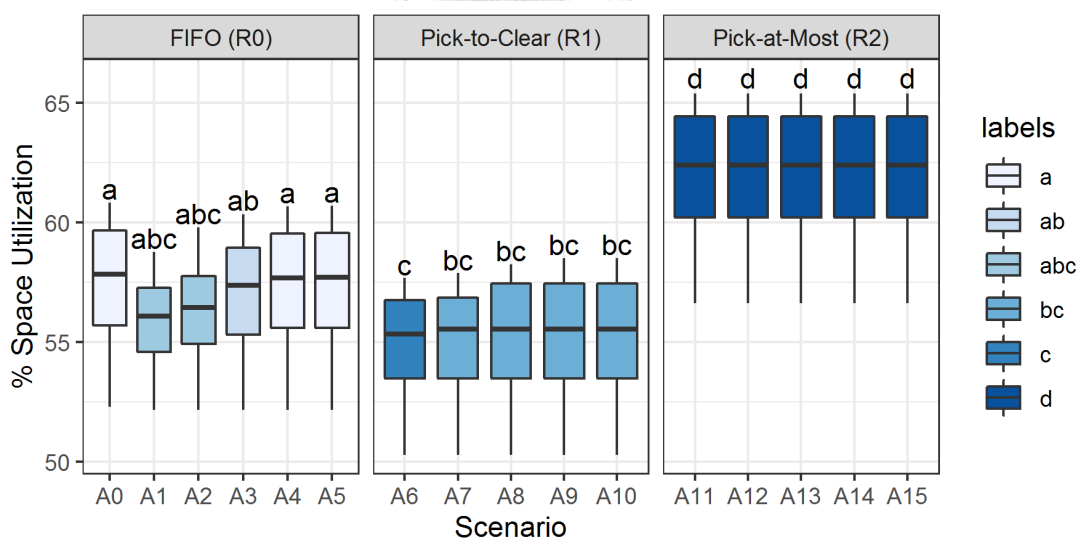 FIFO (R0) Pick-to-Clear (R1) Pick-at-Most (R2)
% Space Utilization
65
60
55
50
a abc abc ab a a
c bc bc bc bc
d d d d d
A0 A1 A2 A3 A4 A5 A6 A7 A8 A9 A10 A11 A12 A13 A14 A15
Scenario
labels
a
ab
abc
bc
c
d